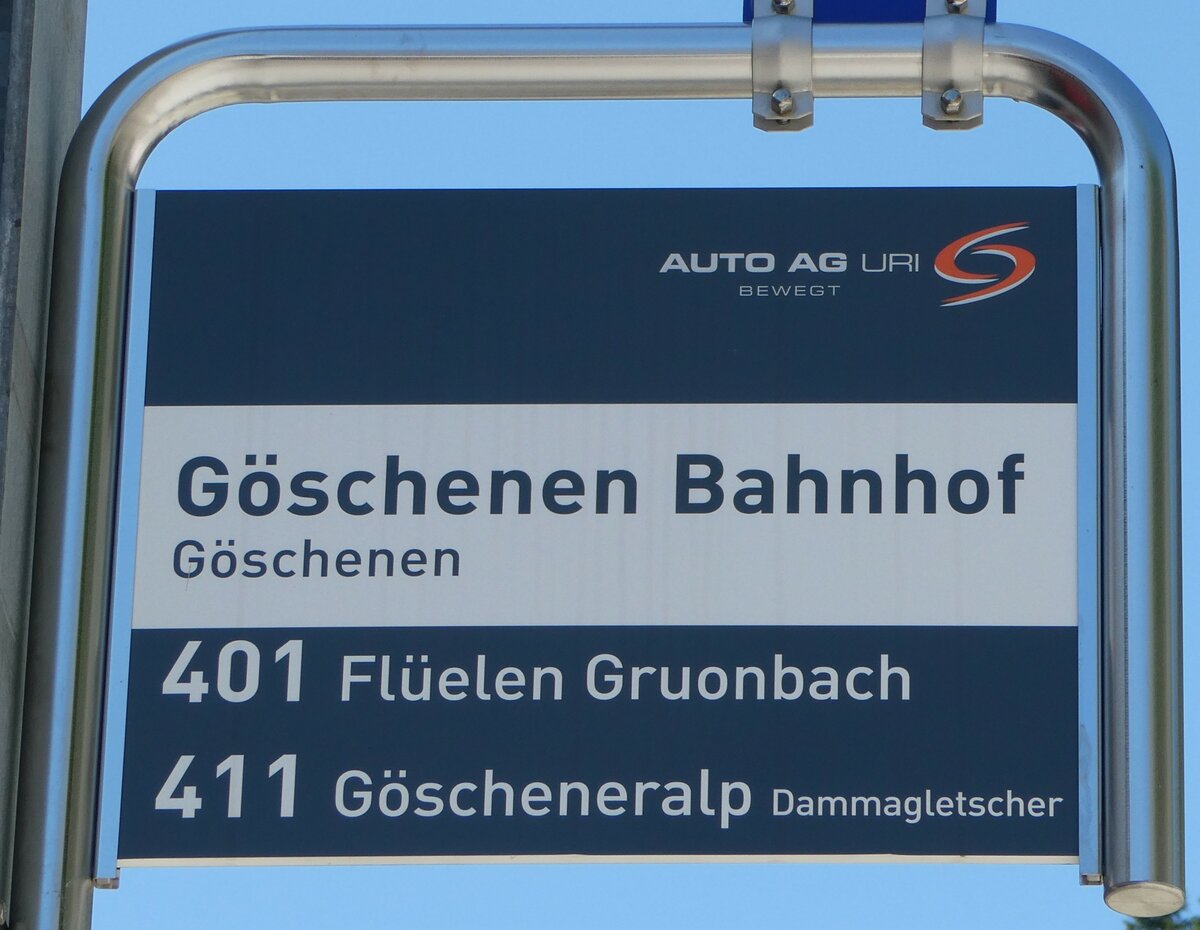 AUTO AG URI
BEWEGT
Göschenen Bahnhof
Göschenen
401 Flüelen Gruonbach
411 Göscheneralp Dammagletscher